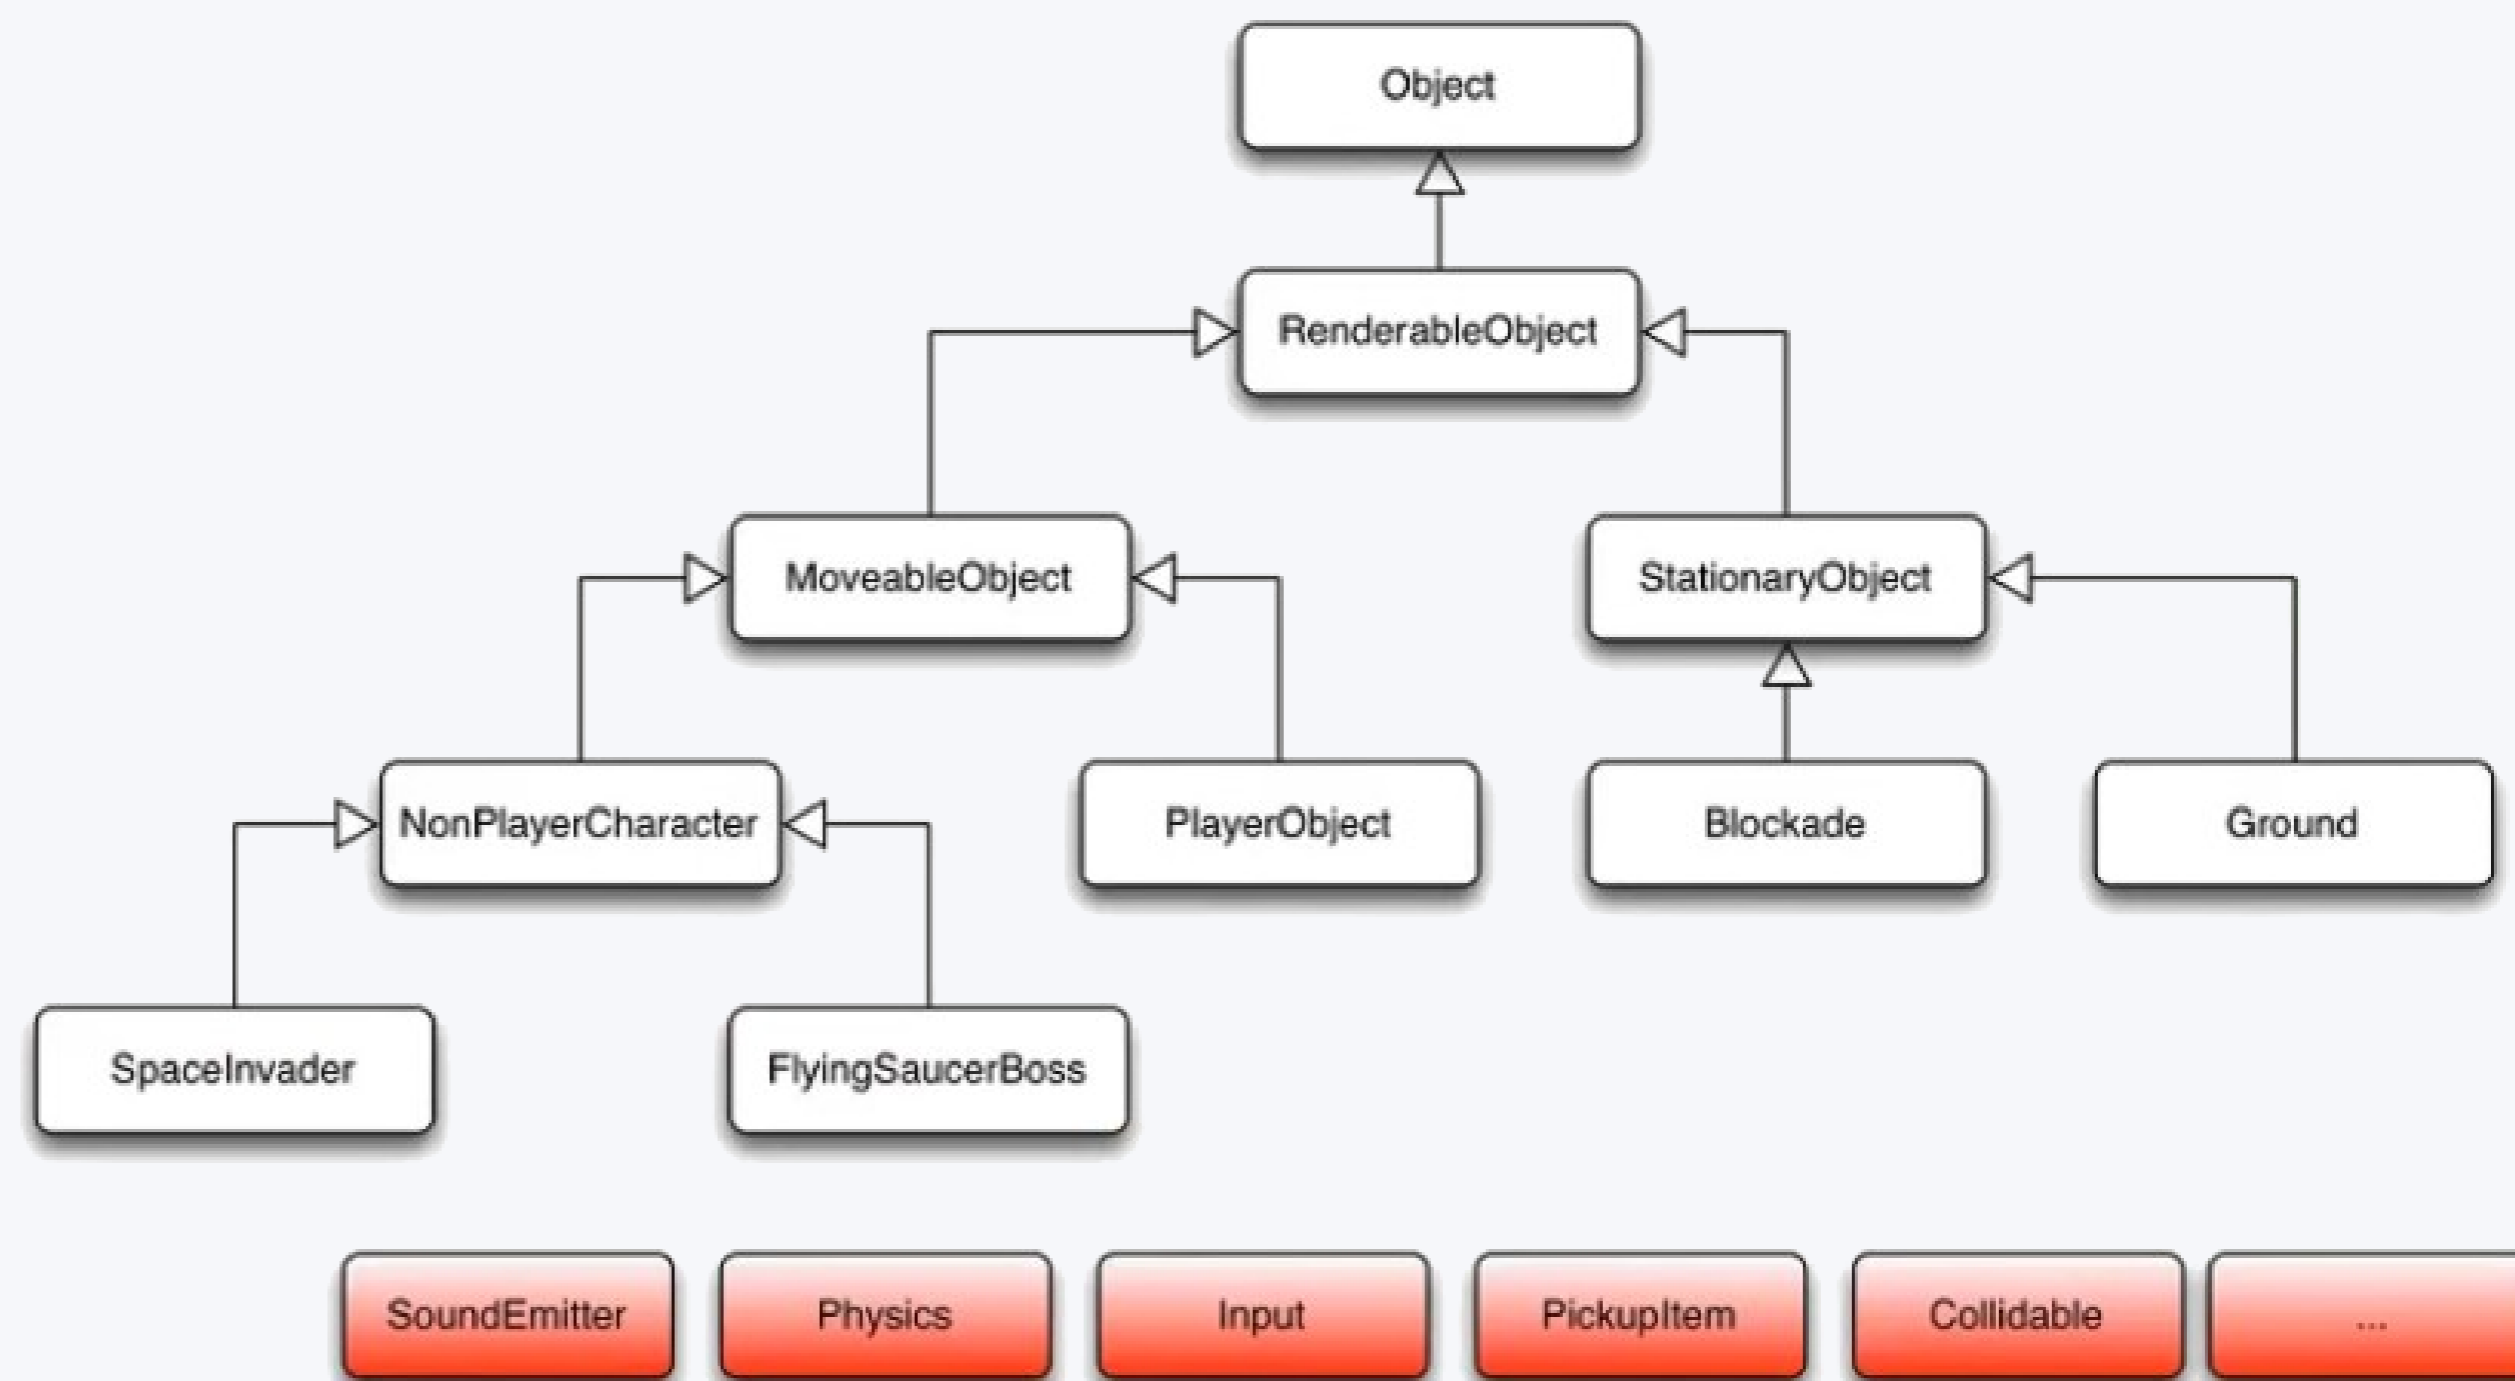 Object
RenderableObject
MoveableObject
StationaryObject
NonPlayerCharacter
PlayerObject
Blockade
Ground
SpaceInvader
FlyingSaucerBoss
SoundEmitter
Physics
Input
PickupItem
Collidable
...